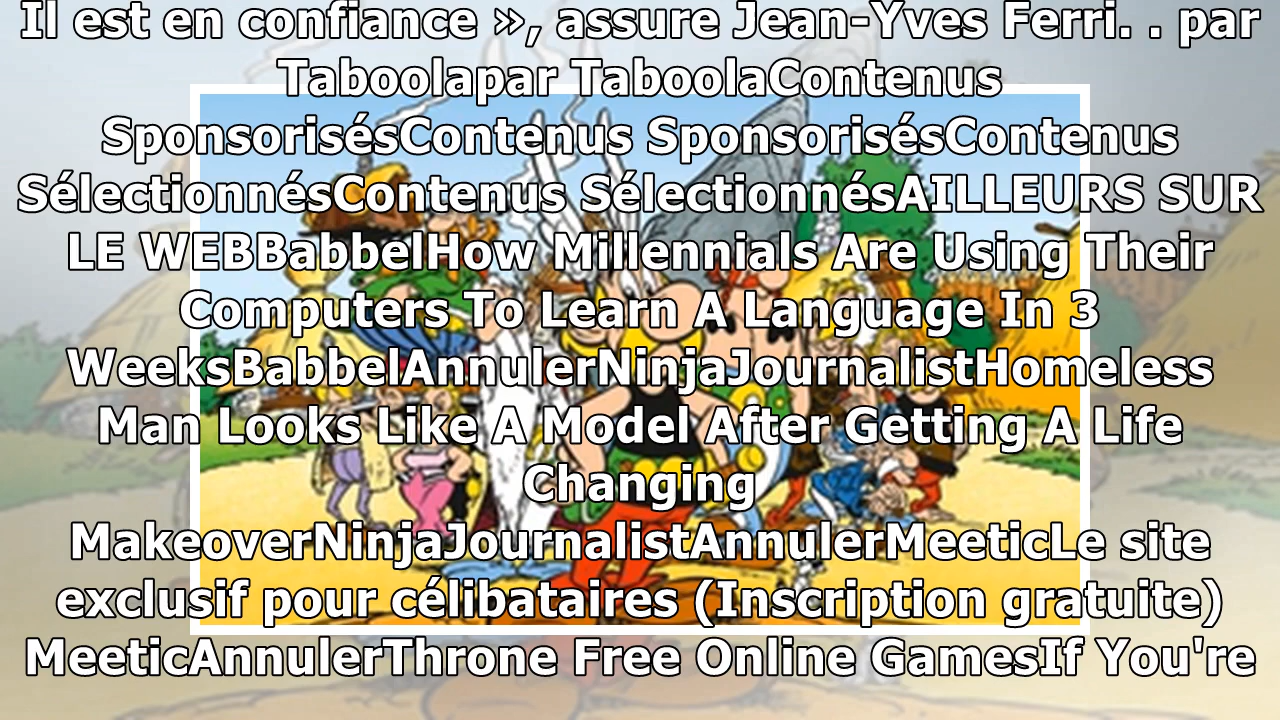 Il est en confiance », assure Jean-Yves Ferri. . par
Taboolapar TaboolaContenus
SponsorisésContenus SponsorisésContenus
SélectionnésContenus SélectionnésAILLEURS SUR
LE WEBBabbelHow Millennials Are Using Their
Computers To Learn A Language In 3
WeeksBabbelAnnulerNinjaJournalistHomeless
Man Looks Like A Model After Getting A Life
Changing
MakeoverNinjaJournalistAnnulerMeeticLe site
exclusif pour célibataires (Inscription gratuite)
MeeticAnnulerThrone Free Online GamesIf You're